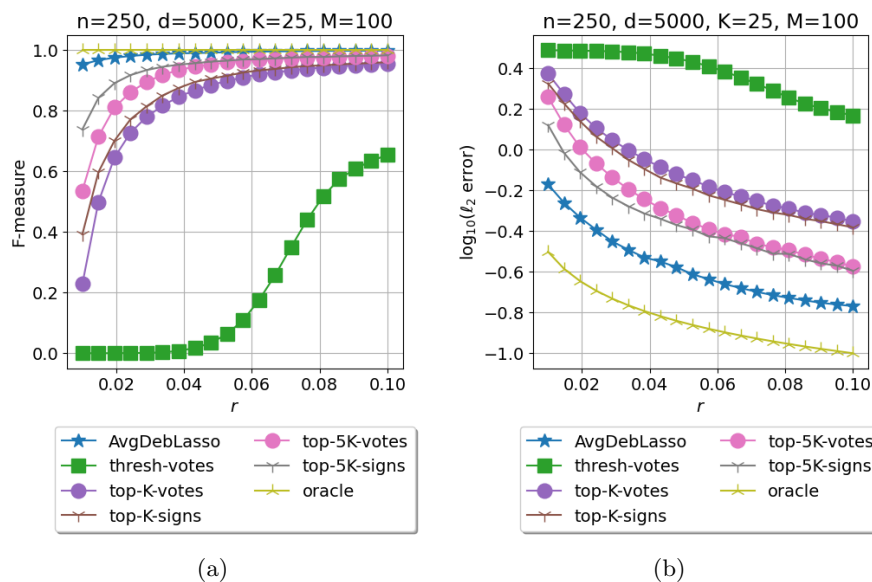 n=250, d=5000, K=25, M=100
F-measure
1.0
0.8
0.6
0.4
0.2
0.0
0.02 0.04 0.06 0.08 0.10
r
AvgDebLasso
thresh-votes
top-K-votes
top-K-signs
top-5K-votes
top-5K-signs
oracle
(a)
n=250, d=5000, K=25, M=100
log₁₀(ℓ₂ error)
0.4
0.2
0.0
−0.2
−0.4
−0.6
−0.8
−1.0
0.02 0.04 0.06 0.08 0.10
r
AvgDebLasso
thresh-votes
top-K-votes
top-K-signs
top-5K-votes
top-5K-signs
oracle
(b)